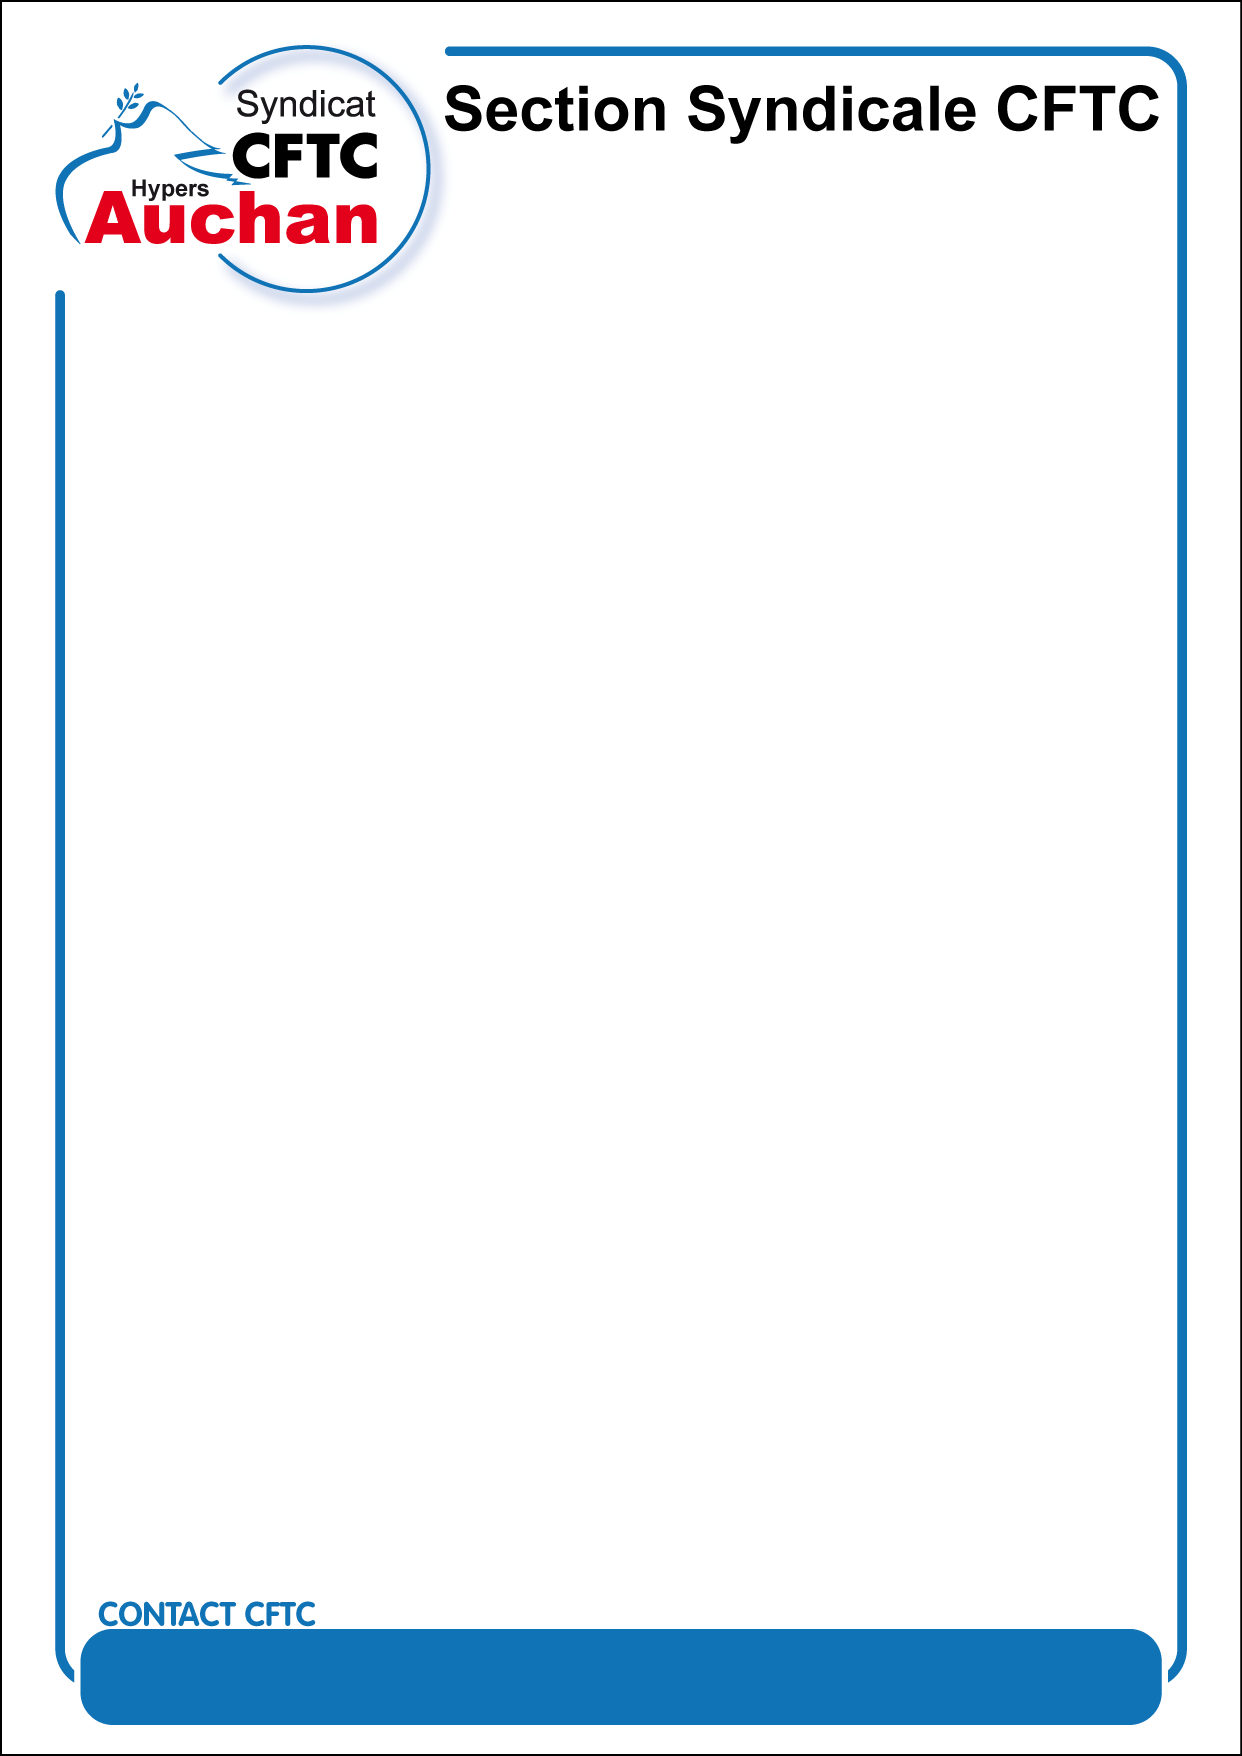 Syndicat
CFTC
Hypers
Auchan
Section Syndicale CFTC
CONTACT CFTC